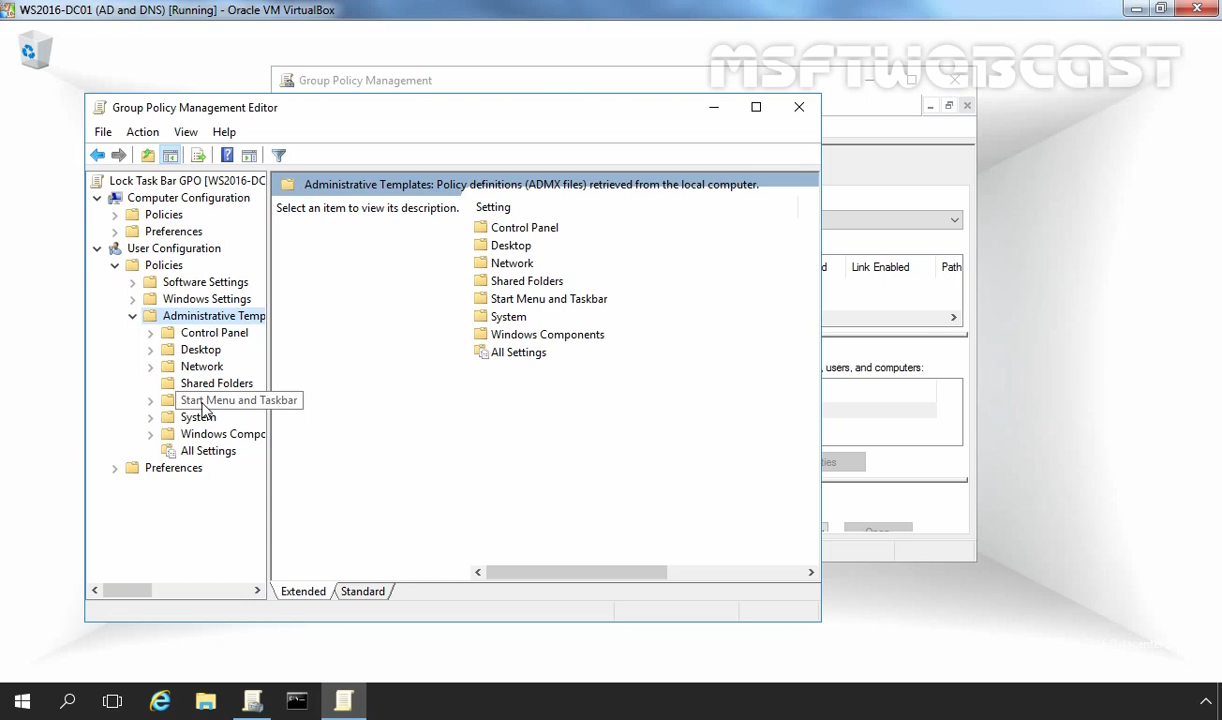 WS2016-DC01 (AD and DNS) [Running] - Oracle VM VirtualBox
MSFTWEBCAST
Group Policy Management
Group Policy Management Editor
File Action View Help
Lock Task Bar GPO [WS2016-DC
Computer Configuration
Policies
Preferences
User Configuration
Policies
Software Settings
Windows Settings
Administrative Temp
Control Panel
Desktop
Network
Shared Folders
Start Menu and Taskbar
System
Windows Compo
All Settings
Preferences
Administrative Templates: Policy definitions (ADMX files) retrieved from the local computer.
Select an item to view its description.
Setting
Control Panel
Desktop
Network
Shared Folders
Start Menu and Taskbar
System
Windows Components
All Settings
Extended Standard
d Link Enabled Path
, users, and computers:
ties